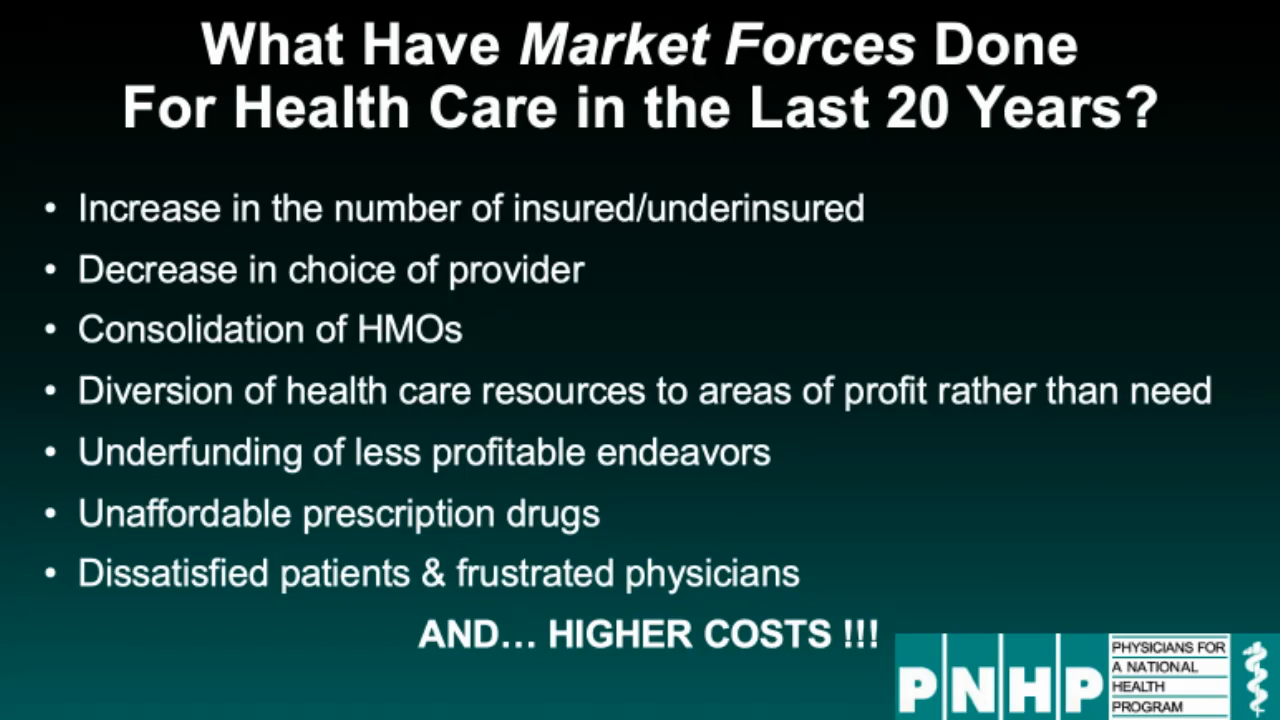 What Have Market Forces Done
For Health Care in the Last 20 Years?
• Increase in the number of insured/underinsured
• Decrease in choice of provider
• Consolidation of HMOs
• Diversion of health care resources to areas of profit rather than need
• Underfunding of less profitable endeavors
• Unaffordable prescription drugs
• Dissatisfied patients & frustrated physicians
AND... HIGHER COSTS !!!
PNHP
PHYSICIANS FOR
A NATIONAL
HEALTH
PROGRAM